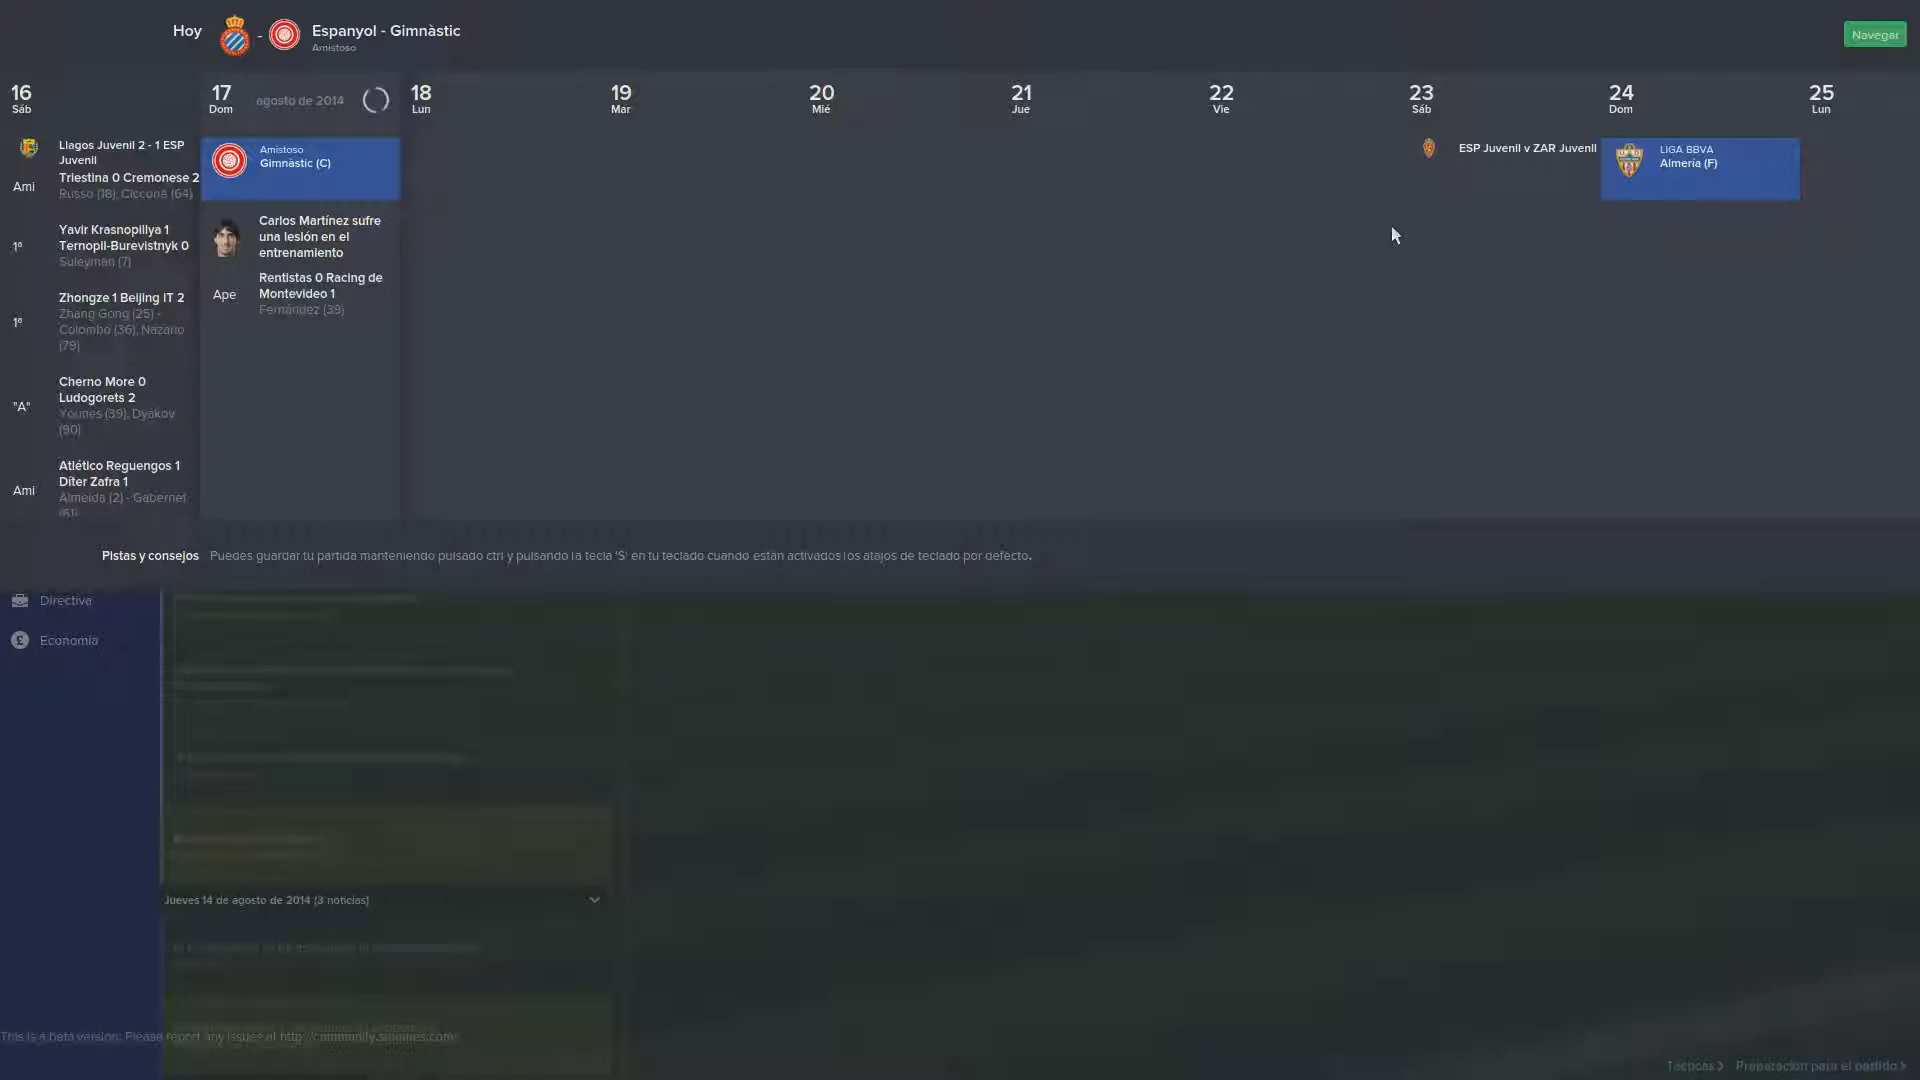 Hoy
Espanyol - Gimnàstic
Amistoso
Navegar
16
Sáb
17
Dom
agosto de 2014
18
Lun
19
Mar
20
Mié
21
Jue
22
Vie
23
Sáb
24
Dom
25
Lun
Llagos Juvenil 2 - 1 ESP
Juvenil
Ami
Triestina 0 Cremonese 2
Russo (18), Ciccone (64)
1ª
Yavir Krasnopillya 1
Ternopil-Burevistnyk 0
Suleyman (7)
1ª
Zhongze 1 Beijing IT 2
Zhang Gong (25) -
Colombo (36), Nazario
(79)
"A"
Cherno More 0
Ludogorets 2
Younes (39), Dyakov
(90)
Ami
Atlético Reguengos 1
Díter Zafra 1
Almeida (2) - Gabernet
(61)
Amistoso
Gimnàstic (C)
Carlos Martínez sufre
una lesión en el
entrenamiento
Ape
Rentistas 0 Racing de
Montevideo 1
Fernández (39)
ESP Juvenil v ZAR Juvenil
LIGA BBVA
Almería (F)
Pistas y consejos
Puedes guardar tu partida manteniendo pulsado ctrl y pulsando la tecla 'S' en tu teclado cuando están activados los atajos de teclado por defecto.
Directiva
Economía
Jueves 14 de agosto de 2014 (3 noticias)
This is a beta version: Please report any issues at http://community.sigames.com/
Tácticas
Preparación para el partido